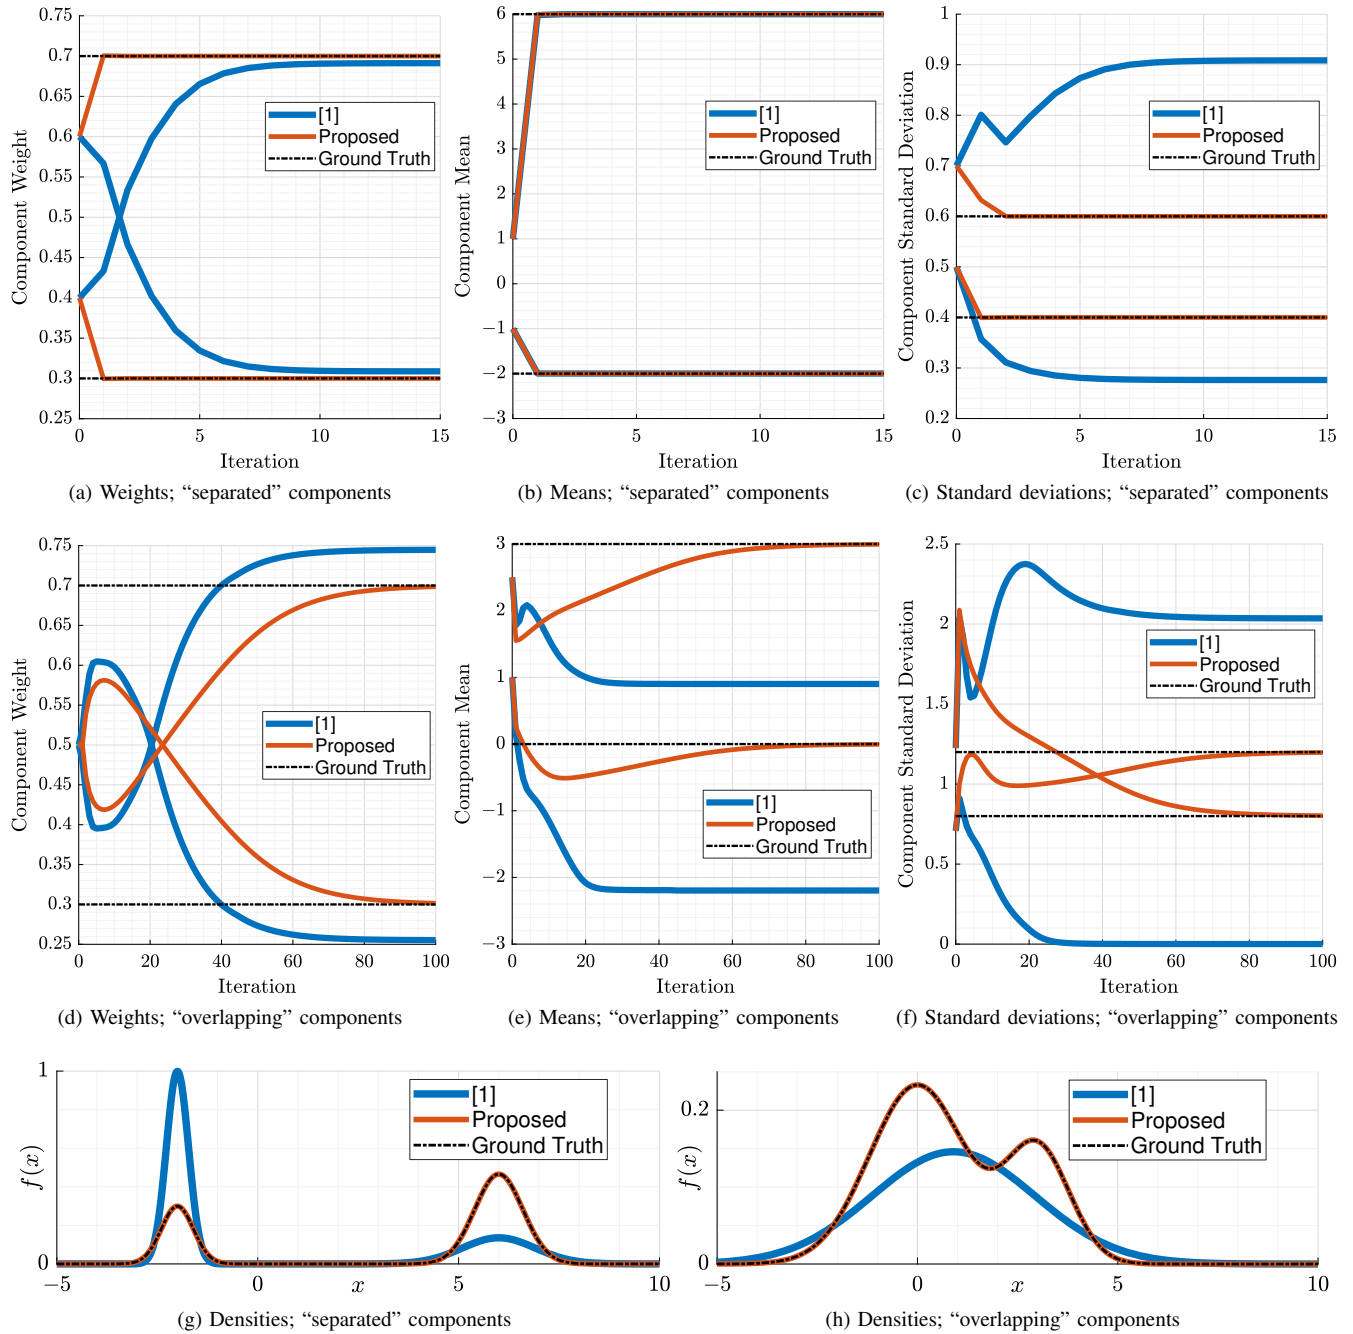 Component Weight
0.75
0.7
0.65
0.6
0.55
0.5
0.45
0.4
0.35
0.3
0.25
0 5 10 15
Iteration
[1]
Proposed
Ground Truth
(a) Weights; “separated” components
Component Mean
6
5
4
3
2
1
0
−1
−2
−3
0 5 10 15
Iteration
[1]
Proposed
Ground Truth
(b) Means; “separated” components
Component Standard Deviation
1
0.9
0.8
0.7
0.6
0.5
0.4
0.3
0.2
0 5 10 15
Iteration
[1]
Proposed
Ground Truth
(c) Standard deviations; “separated” components
Component Weight
0.75
0.7
0.65
0.6
0.55
0.5
0.45
0.4
0.35
0.3
0.25
0 20 40 60 80 100
Iteration
[1]
Proposed
Ground Truth
(d) Weights; “overlapping” components
Component Mean
3
2
1
0
−1
−2
−3
0 20 40 60 80 100
Iteration
[1]
Proposed
Ground Truth
(e) Means; “overlapping” components
Component Standard Deviation
2.5
2
1.5
1
0.5
0
0 20 40 60 80 100
Iteration
[1]
Proposed
Ground Truth
(f) Standard deviations; “overlapping” components
f(x)
1
0
−5 0 x 5 10
[1]
Proposed
Ground Truth
(g) Densities; “separated” components
f(x)
0.2
0
−5 0 x 5 10
[1]
Proposed
Ground Truth
(h) Densities; “overlapping” components